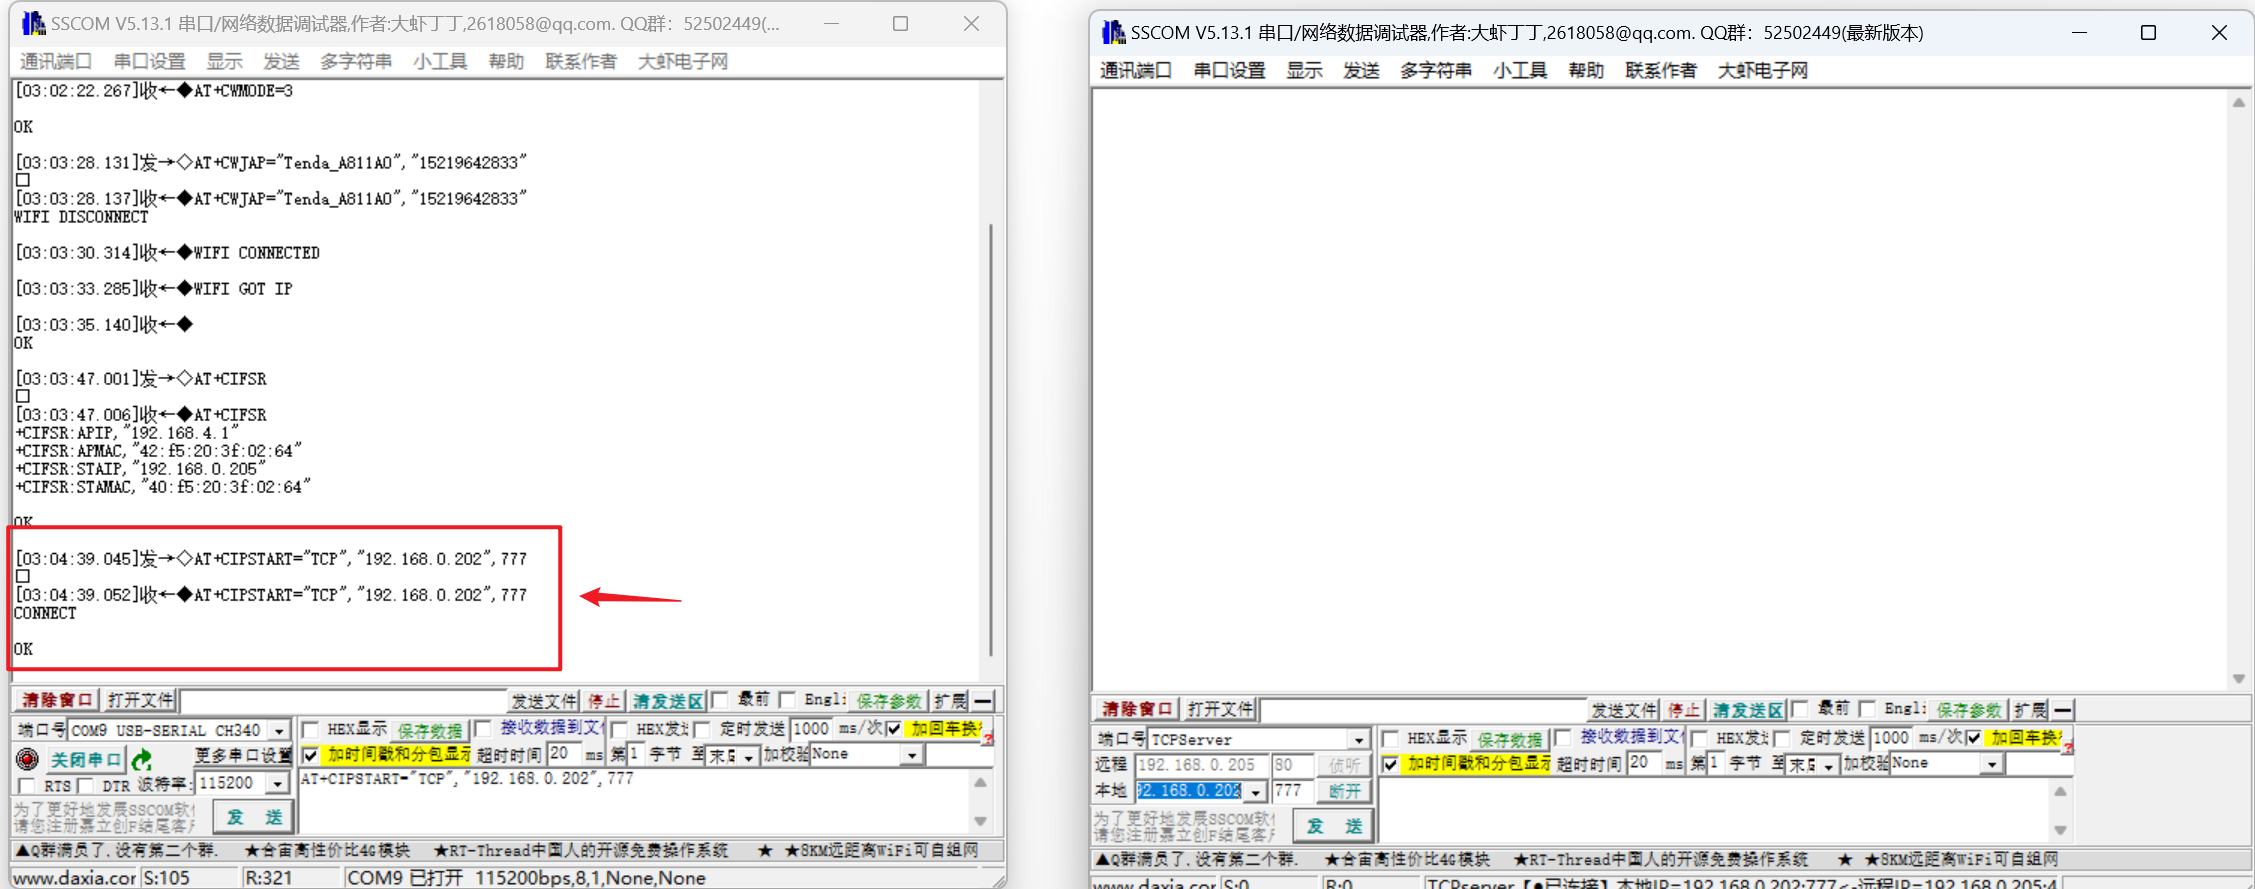 SSCOM V5.13.1 串口/网络数据调试器,作者:大虾丁丁,2618058@qq.com. QQ群: 52502449(...
通讯端口 串口设置 显示 发送 多字符串 小工具 帮助 联系作者 大虾电子网
[03:02:22.267]收←◆AT+CWMODE=3
OK
[03:03:28.131]发→◇AT+CWJAP="Tenda_A811A0","15219642833"
□
[03:03:28.137]收←◆AT+CWJAP="Tenda_A811A0","15219642833"
WIFI DISCONNECT
[03:03:30.314]收←◆WIFI CONNECTED
[03:03:33.285]收←◆WIFI GOT IP
[03:03:35.140]收←◆
OK
[03:03:47.001]发→◇AT+CIFSR
□
[03:03:47.006]收←◆AT+CIFSR
+CIFSR:APIP,"192.168.4.1"
+CIFSR:APMAC,"42:f5:20:3f:02:64"
+CIFSR:STAIP,"192.168.0.205"
+CIFSR:STAMAC,"40:f5:20:3f:02:64"
OK
[03:04:39.045]发→◇AT+CIPSTART="TCP","192.168.0.202",777
□
[03:04:39.052]收←◆AT+CIPSTART="TCP","192.168.0.202",777
CONNECT
OK
清除窗口 打开文件 发送文件 停止 清发送区 最前 Engli 保存参数 扩展 —
端口号 COM9 USB-SERIAL CH340 HEX显示 保存数据 接收数据到文 HEX发 定时发送 1000 ms/次 加回车换
关闭串口 更多串口设置 加时间戳和分包显示 超时时间 20 ms 第1 字节 至 末尾 加校验None
RTS DTR 波特率: 115200 AT+CIPSTART="TCP","192.168.0.202",777
为了更好地发展SSCOM软
请您注册嘉立创F结尾客
发 送
▲Q群满员了,没有第二个群. ★合宙高性价比4G模块 ★RT-Thread中国人的开源免费操作系统 ★ ★8KM远距离WiFi可自组网
www.daxia.cor S:105 R:321 COM9 已打开 115200bps,8,1,None,None
SSCOM V5.13.1 串口/网络数据调试器,作者:大虾丁丁,2618058@qq.com. QQ群: 52502449(最新版本)
通讯端口 串口设置 显示 发送 多字符串 小工具 帮助 联系作者 大虾电子网
清除窗口 打开文件 发送文件 停止 清发送区 最前 Engli 保存参数 扩展 —
端口号 TCPServer HEX显示 保存数据 接收数据到文 HEX发 定时发送 1000 ms/次 加回车换
远程 192.168.0.205 80 侦听 加时间戳和分包显示 超时时间 20 ms 第1 字节 至 末尾 加校验None
本地 92.168.0.202 777 断开
为了更好地发展SSCOM软
请您注册嘉立创F结尾客
发 送
▲Q群满员了,没有第二个群. ★合宙高性价比4G模块 ★RT-Thread中国人的开源免费操作系统 ★ ★8KM远距离WiFi可自组网
www.daxia.cor S:0 R:0 TCPserver【●已连接】本地IP=192.168.0.202:777<-远程IP=192.168.0.205:4